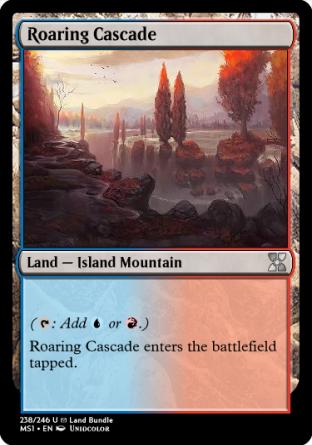 Roaring Cascade
Land — Island Mountain
(: Add or .)
Roaring Cascade enters the battlefield
tapped.
238/246 U Land Bundle
MSI • EN Unidcolor